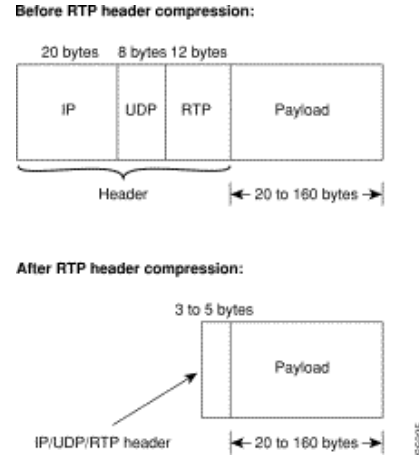 Before RTP header compression:
20 bytes 8 bytes 12 bytes
IP UDP RTP Payload
Header 20 to 160 bytes
After RTP header compression:
3 to 5 bytes
Payload
IP/UDP/RTP header 20 to 160 bytes